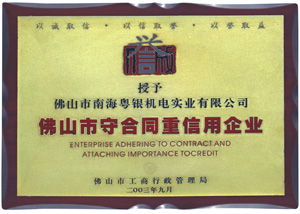 以诚取信 · 以信取誉 · 以誉取益
授予
佛山市南海粤银机电实业有限公司
佛山市守合同重信用企业
ENTERPRISE ADHERING TO CONTRACT AND
ATTACHING IMPORTANCE TOCREDIT
佛山市工商行政管理局
二00三年九月